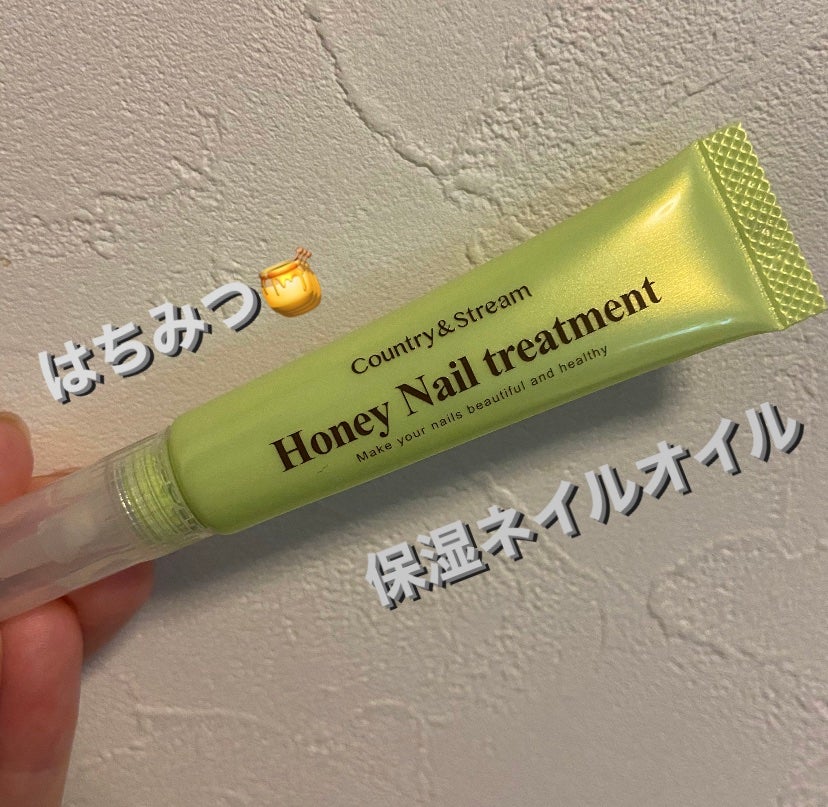 はちみつ🍯
Country & Stream
Honey Nail treatment
Make your nails beautiful and healthy
保湿ネイルオイル